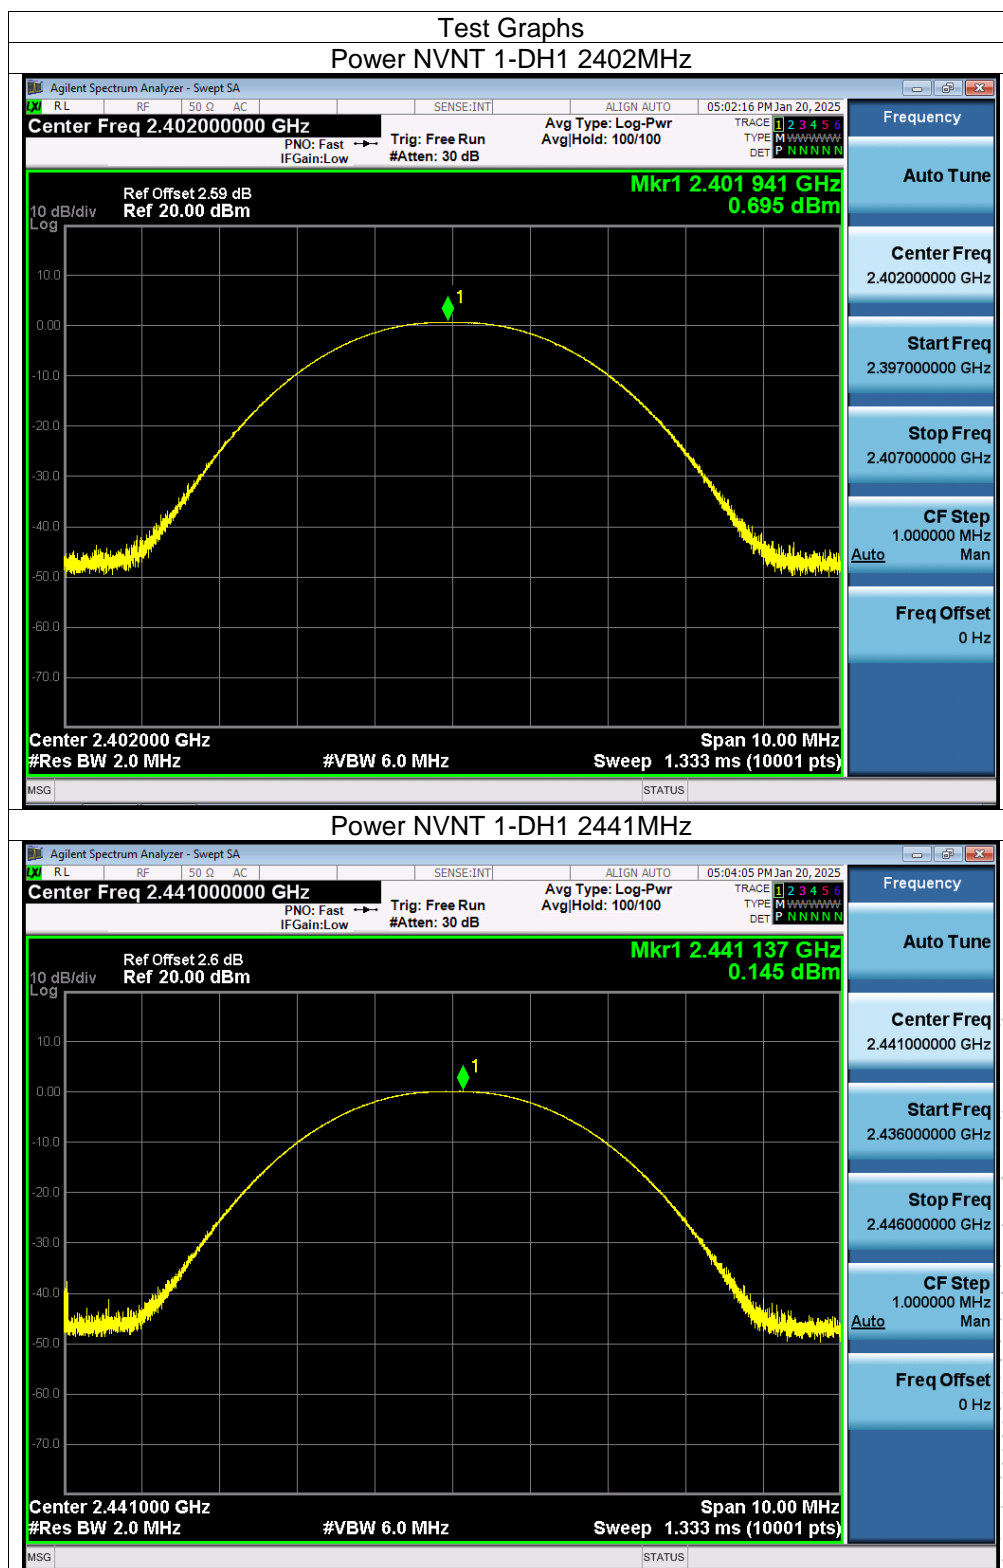 Test Graphs
Power NVNT 1-DH1 2402MHz
Agilent Spectrum Analyzer - Swept SA
LXI RL RF 50 Ω AC SENSE:INT ALIGN AUTO 05:02:16 PM Jan 20, 2025
Center Freq 2.402000000 GHz
PNO: Fast
IFGain:Low
Trig: Free Run
#Atten: 30 dB
Avg Type: Log-Pwr
Avg|Hold: 100/100
TRACE 1 2 3 4 5 6
TYPE M WWWWW
DET P N N N N N
Frequency
Auto Tune
Center Freq
2.402000000 GHz
Start Freq
2.397000000 GHz
Stop Freq
2.407000000 GHz
CF Step
1.000000 MHz
Auto Man
Freq Offset
0 Hz
Mkr1 2.401 941 GHz
0.695 dBm
Ref Offset 2.59 dB
10 dB/div Ref 20.00 dBm
Log
1
10.0
0.00
-10.0
-20.0
-30.0
-40.0
-50.0
-60.0
-70.0
Center 2.402000 GHz Span 10.00 MHz
#Res BW 2.0 MHz #VBW 6.0 MHz Sweep 1.333 ms (10001 pts)
MSG STATUS
Power NVNT 1-DH1 2441MHz
Agilent Spectrum Analyzer - Swept SA
LXI RL RF 50 Ω AC SENSE:INT ALIGN AUTO 05:04:05 PM Jan 20, 2025
Center Freq 2.441000000 GHz
PNO: Fast
IFGain:Low
Trig: Free Run
#Atten: 30 dB
Avg Type: Log-Pwr
Avg|Hold: 100/100
TRACE 1 2 3 4 5 6
TYPE M WWWWW
DET P N N N N N
Frequency
Auto Tune
Center Freq
2.441000000 GHz
Start Freq
2.436000000 GHz
Stop Freq
2.446000000 GHz
CF Step
1.000000 MHz
Auto Man
Freq Offset
0 Hz
Mkr1 2.441 137 GHz
0.145 dBm
Ref Offset 2.6 dB
10 dB/div Ref 20.00 dBm
Log
1
10.0
0.00
-10.0
-20.0
-30.0
-40.0
-50.0
-60.0
-70.0
Center 2.441000 GHz Span 10.00 MHz
#Res BW 2.0 MHz #VBW 6.0 MHz Sweep 1.333 ms (10001 pts)
MSG STATUS